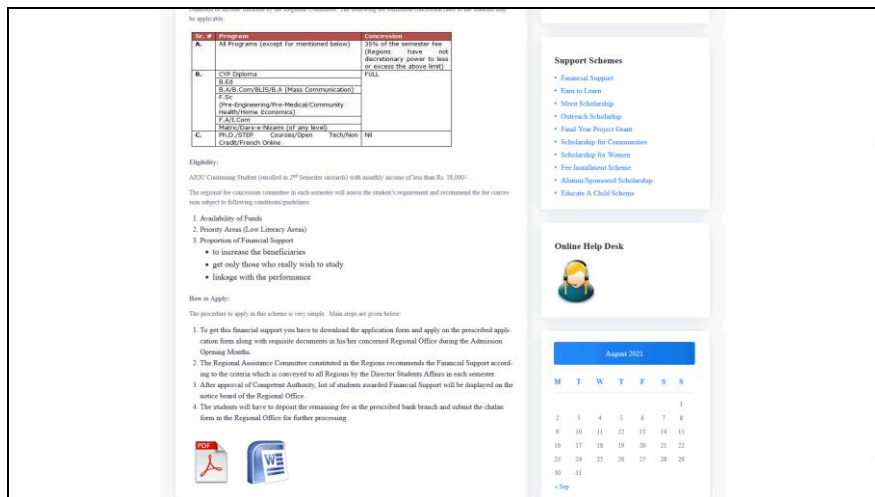 be applicable:
Sr. # Program Concession
A. All Programs (except for mentioned below) 35% of the semester fee
(Regions have not
discretionary power to less
or excess the above limit)
B. CYP Diploma FULL
B.Ed
B.A/B.Com/BLIS/B.A (Mass Communication)
F.Sc
(Pre-Engineering/Pre-Medical/Community
Health/Home Economics)
F.A/I.Com
Matric/Dars-e-Nizami (of any level)
C. Ph.D./STEP Courses/Open Tech/Non Nil
Credit/French Online
Eligibility:
AIOU Continuing Student (enrolled in 2nd Semester onwards) with monthly income of less than Rs. 18,000/-
The regional fee concession committee in each semester will assess the student's requirement and recommend the fee conces-
sion subject to following conditions/guidelines:
1. Availability of Funds
2. Priority Areas (Low Literacy Areas)
3. Proportion of Financial Support
• to increase the beneficiaries
• get only those who really wish to study
• linkage with the performance
How to Apply:
The procedure to apply in this scheme is very sample. Main steps are given below:
1. To get this financial support you have to download the application form and apply on the prescribed appli-
cation form along with requisite documents in his/her concerned Regional Office during the Admission
Opening Months.
2. The Regional Assistance Committee constituted in the Regions recommends the Financial Support accord-
ing to the criteria which is conveyed to all Regions by the Director Students Affairs in each semester.
3. After approval of Competent Authority, list of students awarded Financial Support will be displayed on the
notice board of the Regional Office.
4. The students will have to deposit the remaining fee in the prescribed bank branch and submit the chalan
form in the Regional Office for further processing.
PDF
W
Support Schemes
• Financial Support
• Earn to Learn
• Merit Scholarship
• Outreach Scholarhip
• Final Year Project Grant
• Scholarship for Communities
• Scholarship for Women
• Fee Installment Scheme
• Alumni/Sponsored Scholarship
• Educate A Child Scheme
Online Help Desk
August 2021
M T W T F S S
1
2 3 4 5 6 7 8
9 10 11 12 13 14 15
16 17 18 19 20 21 22
23 24 25 26 27 28 29
30 31
« Sep